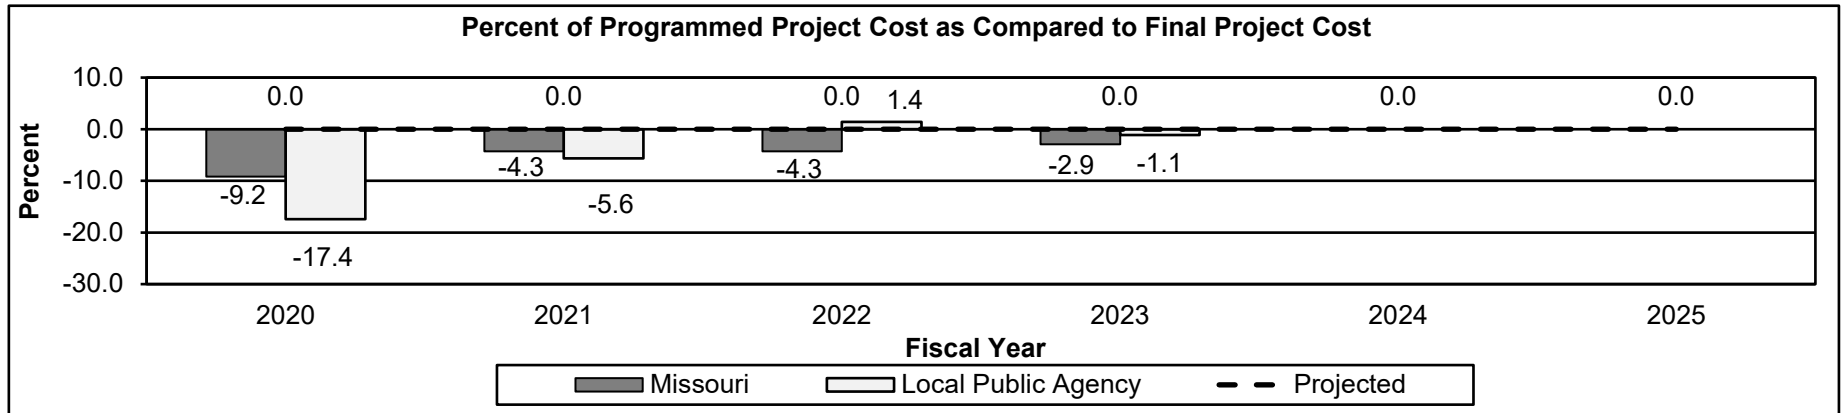 Percent of Programmed Project Cost as Compared to Final Project Cost
Percent
10.0
0.0
-10.0
-20.0
-30.0
0.0 0.0 0.0 1.4 0.0 0.0 0.0
-9.2 -4.3 -4.3 -2.9 -1.1
-17.4 -5.6
2020 2021 2022 2023 2024 2025
Fiscal Year
Missouri Local Public Agency Projected